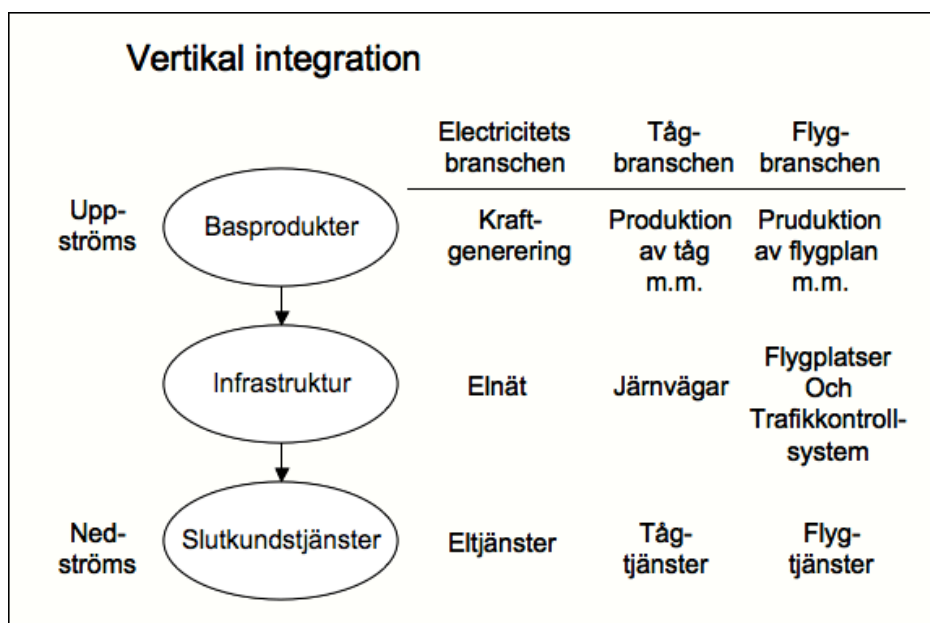 Vertikal integration
Electricitets
branschen
Tåg-
branschen
Flyg-
branschen
Upp-
ströms
Basprodukter
Kraft-
generering
Produktion
av tåg
m.m.
Pruduktion
av flygplan
m.m.
Infrastruktur
Elnät
Järnvägar
Flygplatser
Och
Trafikkontroll-
system
Ned-
ströms
Slutkundstjänster
Eltjänster
Tåg-
tjänster
Flyg-
tjänster